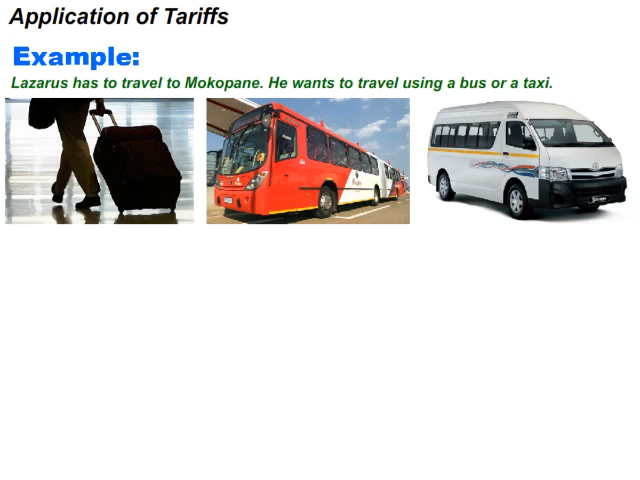 Application of Tariffs
Example:
Lazarus has to travel to Mokopane. He wants to travel using a bus or a taxi.